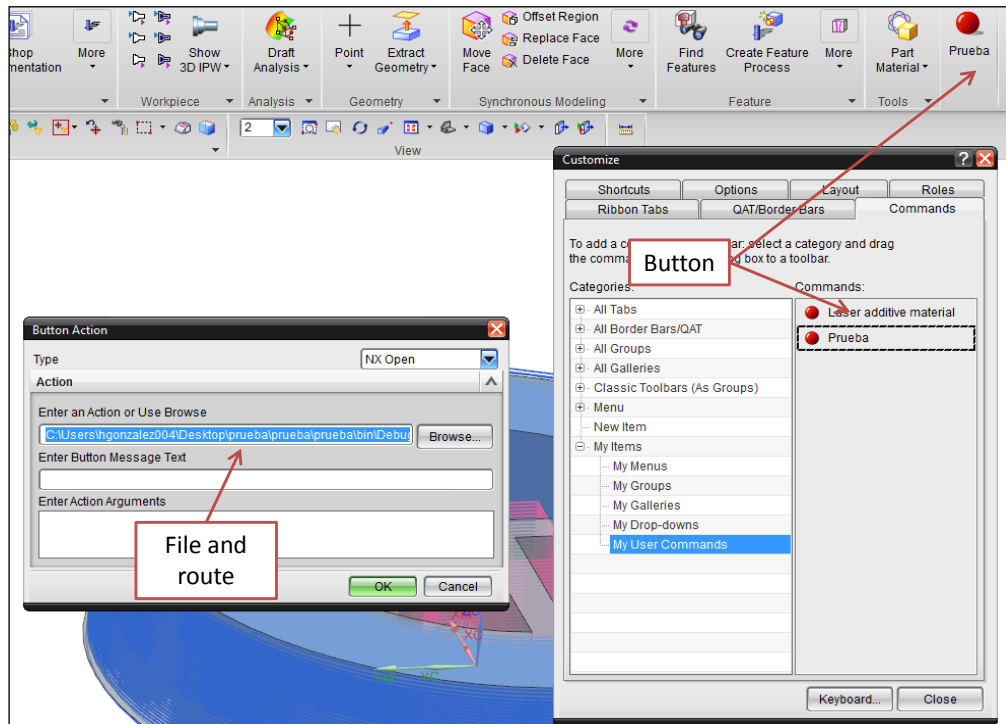 Shop
mentation
More
Show
3D IPW
Draft
Analysis
Point
Extract
Geometry
Move
Face
Offset Region
Replace Face
Delete Face
More
Find
Features
Create Feature
Process
More
Part
Material
Prueba
Workpiece
Analysis
Geometry
Synchronous Modeling
Feature
Tools
2
View
Customize
Shortcuts
Options
Layout
Roles
Ribbon Tabs
QAT/Border Bars
Commands
To add a co ar: select a category and drag
the comma g box to a toolbar.
Button
Categories:
Commands:
All Tabs
All Border Bars/QAT
All Groups
All Galleries
Classic Toolbars (As Groups)
Menu
New Item
My Items
My Menus
My Groups
My Galleries
My Drop-downs
My User Commands
Laser additive material
Prueba
Keyboard...
Close
Button Action
Type
NX Open
Action
Enter an Action or Use Browse
C:\Users\hgonzalez004\Desktop\prueba\prueba\prueba\bin\Debug
Browse...
Enter Button Message Text
Enter Action Arguments
File and
route
OK
Cancel
XC
YM
YC